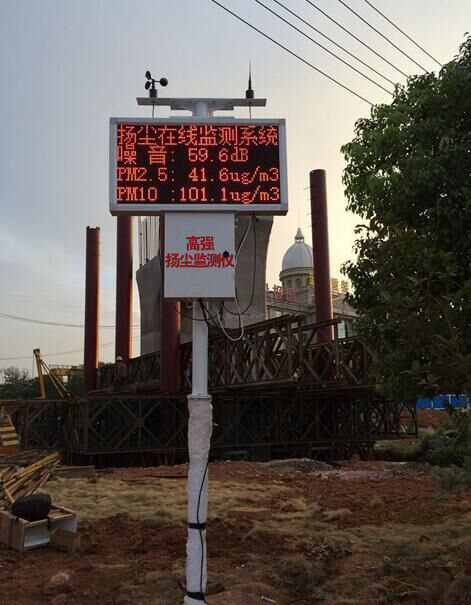 扬尘在线监测系统
噪 音: 59.6dB
PM2.5: 41.6ug/m3
PM10 :101.1ug/m3
高强
扬尘监测仪